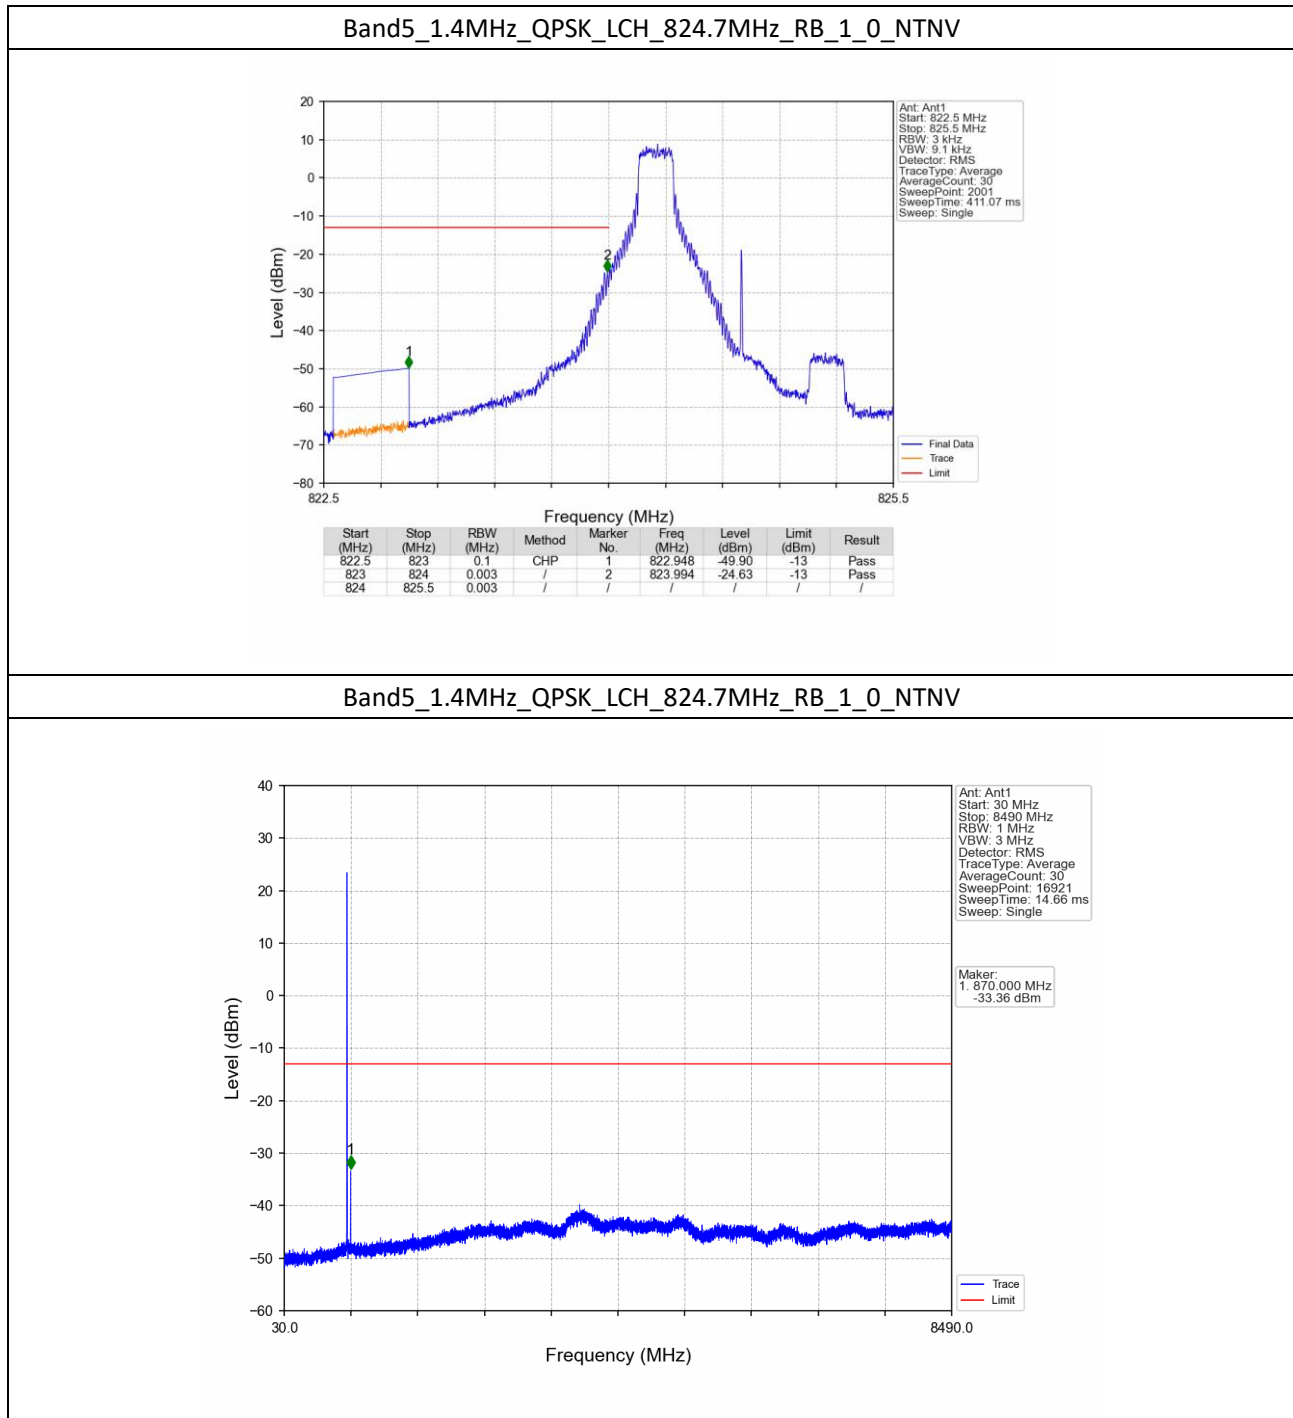 Band5_1.4MHz_QPSK_LCH_824.7MHz_RB_1_0_NTNV
20
10
0
−10
−20
−30
−40
−50
−60
−70
−80
Level (dBm)
1
2
822.5
825.5
Frequency (MHz)
Ant: Ant1
Start: 822.5 MHz
Stop: 825.5 MHz
RBW: 3 kHz
VBW: 9.1 kHz
Detector: RMS
TraceType: Average
AverageCount: 30
SweepPoint: 2001
SweepTime: 411.07 ms
Sweep: Single
Final Data
Trace
Limit
Start (MHz) Stop (MHz) RBW (MHz) Method Marker No. Freq (MHz) Level (dBm) Limit (dBm) Result
822.5 823 0.1 CHP 1 822.948 -49.90 -13 Pass
823 824 0.003 / 2 823.994 -24.63 -13 Pass
824 825.5 0.003 / / / / / /
Band5_1.4MHz_QPSK_LCH_824.7MHz_RB_1_0_NTNV
40
30
20
10
0
−10
−20
−30
−40
−50
−60
Level (dBm)
1
30.0
8490.0
Frequency (MHz)
Ant: Ant1
Start: 30 MHz
Stop: 8490 MHz
RBW: 1 MHz
VBW: 3 MHz
Detector: RMS
TraceType: Average
AverageCount: 30
SweepPoint: 16921
SweepTime: 14.66 ms
Sweep: Single
Maker:
1. 870.000 MHz
-33.36 dBm
Trace
Limit